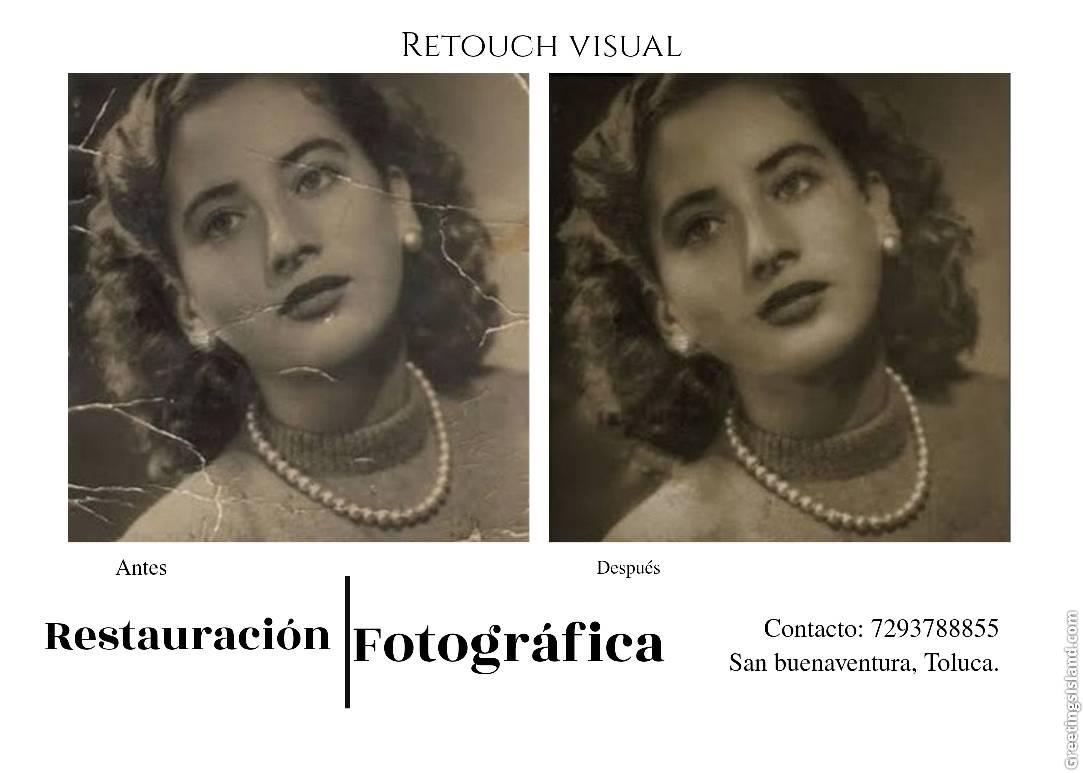 RETOUCH VISUAL
Antes
Después
Restauración
Fotográfica
Contacto: 7293788855
San buenaventura, Toluca.
GreetingsIsland.com